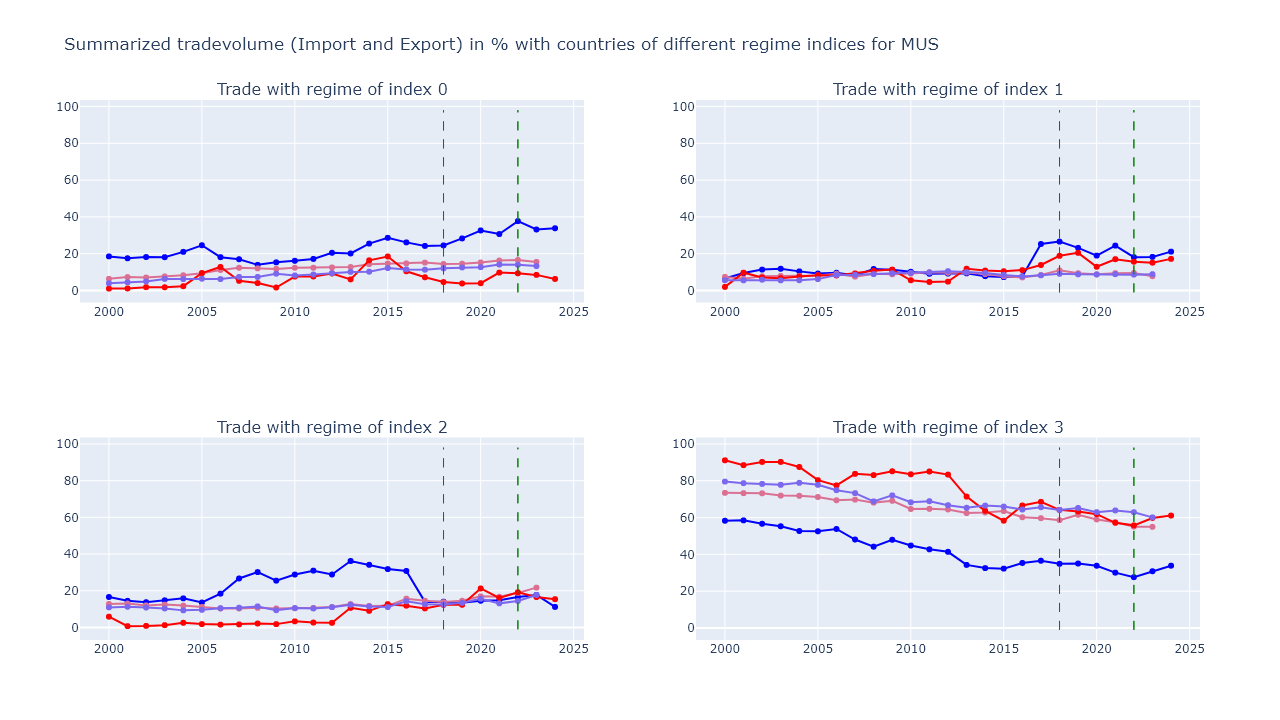 Summarized tradevolume (Import and Export) in % with countries of different regime indices for MUS
Trade with regime of index 0
Trade with regime of index 1
100
80
60
40
20
0
2000 2005 2010 2015 2020 2025
100
80
60
40
20
0
2000 2005 2010 2015 2020 2025
Trade with regime of index 2
Trade with regime of index 3
100
80
60
40
20
0
2000 2005 2010 2015 2020 2025
100
80
60
40
20
0
2000 2005 2010 2015 2020 2025